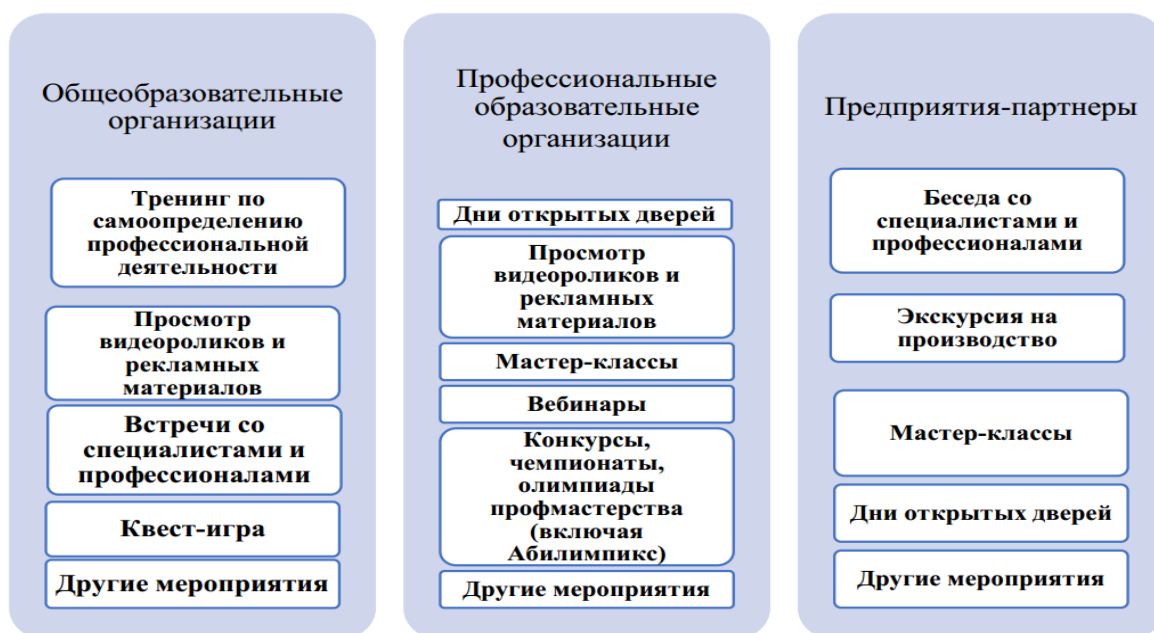 Общеобразовательные
организации
Тренинг по
самоопределению
профессиональной
деятельности
Просмотр
видеороликов и
рекламных
материалов
Встречи со
специалистами и
профессионалами
Квест-игра
Другие мероприятия
Профессиональные
образовательные
организации
Дни открытых дверей
Просмотр
видеороликов и
рекламных
материалов
Мастер-классы
Вебинары
Конкурсы,
чемпионаты,
олимпиады
профмастерства
(включая
Абилимпикс)
Другие мероприятия
Предприятия-партнеры
Беседа со
специалистами и
профессионалами
Экскурсия на
производство
Мастер-классы
Дни открытых дверей
Другие мероприятия